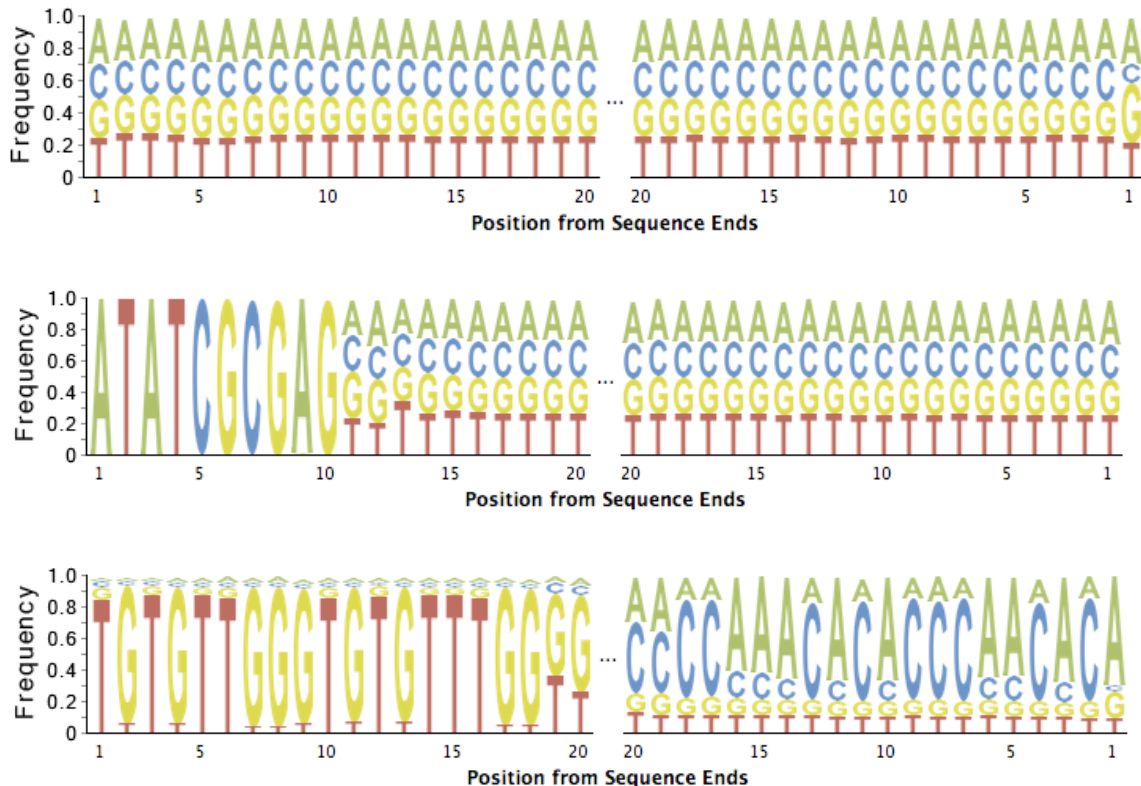 1.0
A A A A A A A A A A A A A A A A A A A A A A A A A A A A A A A A A A A A A A A A
0.8
C C C C C C C C C C C C C C C C C C C C C C C C C C C C C C C C C C C C C C C C
0.6
Frequency
0.4
G G G G G G G G G G G G G G G G G G G G ... G G G G G G G G G G G G G G G G G G G G
0.2
T T T T T T T T T T T T T T T T T T T T T T T T T T T T T T T T T T T T T T T T
0
1 5 10 15 20 20 15 10 5 1
Position from Sequence Ends
1.0
A T A T C G C G A G A A A A A A A A A A A A A A A A A A A A A A A A A A A A A A
0.8
C C C C C C C C C C C C C C C C C C C C C C C C C C C C C C
0.6
Frequency
0.4
G G G G G G G G G G ... G G G G G G G G G G G G G G G G G G G G
0.2
T T T T T T T T T T T T T T T T T T T T T T T T T T T T T T
0
1 5 10 15 20 20 15 10 5 1
Position from Sequence Ends
1.0
A A A A A A A A A A A A A A A A A A A A A A A A A A A A A A A A A A A A A A A A
0.8
C C C C C C C C C C C C C C C C C C C C C C C C C C C C C C C C C C C C C C C C
0.6
Frequency
0.4
G G G G G G G G G G G G G G G G G G G G ... G G G G G G G G G G G G G G G G G G G G
0.2
T T T T T T T T T T T T T T T T T T T T T T T T T T T T T T T T T T T T T T T T
0
1 5 10 15 20 20 15 10 5 1
Position from Sequence Ends